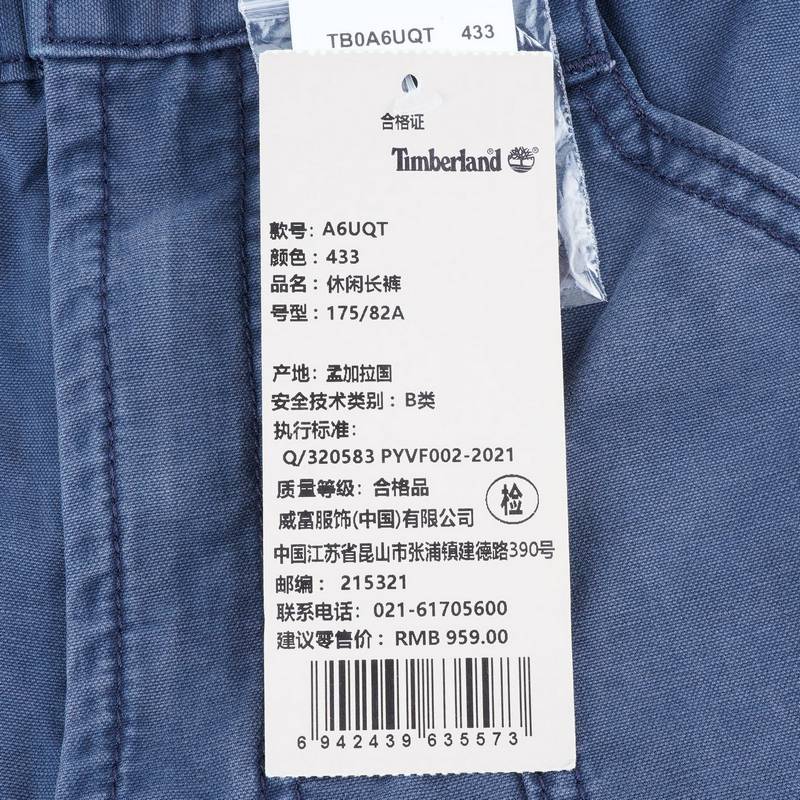 TB0A6UQT 433
合格证
Timberland®
款号: A6UQT
颜色: 433
品名: 休闲长裤
号型: 175/82A
产地: 孟加拉国
安全技术类别: B类
执行标准:
Q/320583 PYVF002-2021
质量等级: 合格品
检
威富服饰(中国)有限公司
中国江苏省昆山市张浦镇建德路390号
邮编: 215321
联系电话: 021-61705600
建议零售价: RMB 959.00
6 942439 635573